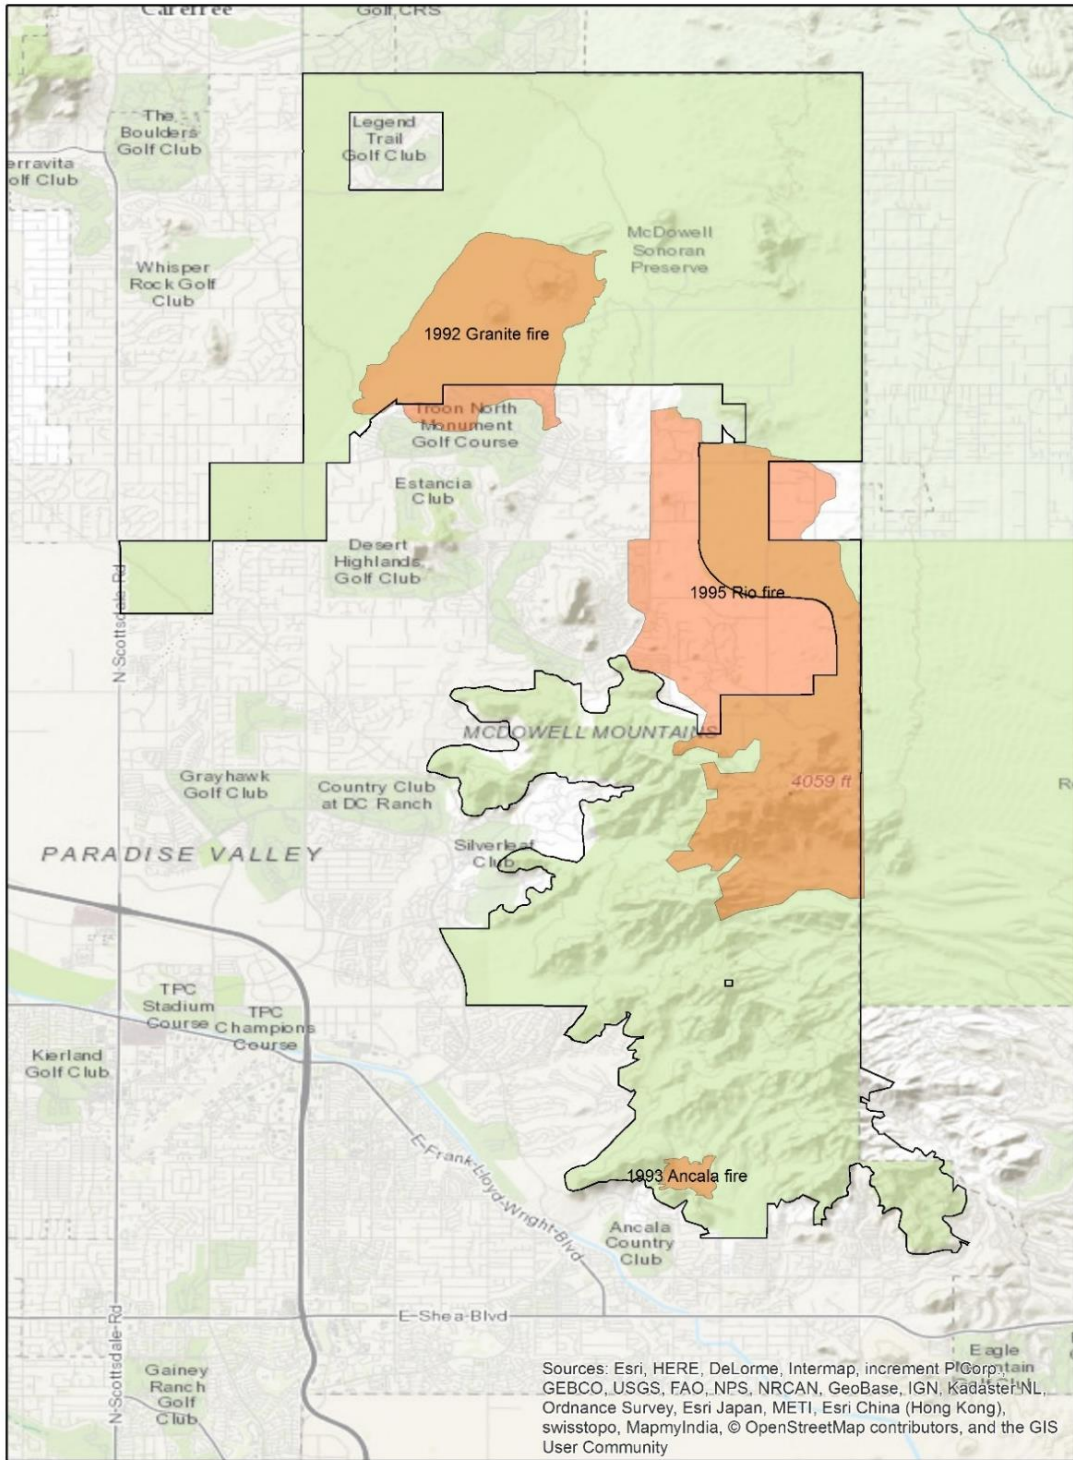 Carefree
Golf CRS
The
Boulders
Golf Club
Legend
Trail
Golf Club
erravita
olf Club
McDowell
Sonoran
Preserve
Whisper
Rock Golf
Club
1992 Granite fire
Troon North
Monument
Golf Course
Estancia
Club
Desert
Highlands
Golf Club
1995 Rio fire
N-Scottsdale-Rd
MCDOWELL MOUNTAINS
4059 ft
Grayhawk
Golf Club
Country Club
at DC Ranch
Silverleaf
Club
PARADISE VALLEY
TPC
Stadium
Course
TPC
Champions
Course
Kierland
Golf Club
E-Frank-Lloyd-Wright-Blvd
1993 Ancala fire
Ancala
Country
Club
E-Shea-Blvd
N-Scottsdale-Rd
Gainey
Ranch
Golf
Club
Eagle
Mountain
Golf Club
Sources: Esri, HERE, DeLorme, Intermap, increment P Corp.,
GEBCO, USGS, FAO, NPS, NRCAN, GeoBase, IGN, Kadaster NL,
Ordnance Survey, Esri Japan, METI, Esri China (Hong Kong),
swisstopo, MapmyIndia, © OpenStreetMap contributors, and the GIS
User Community